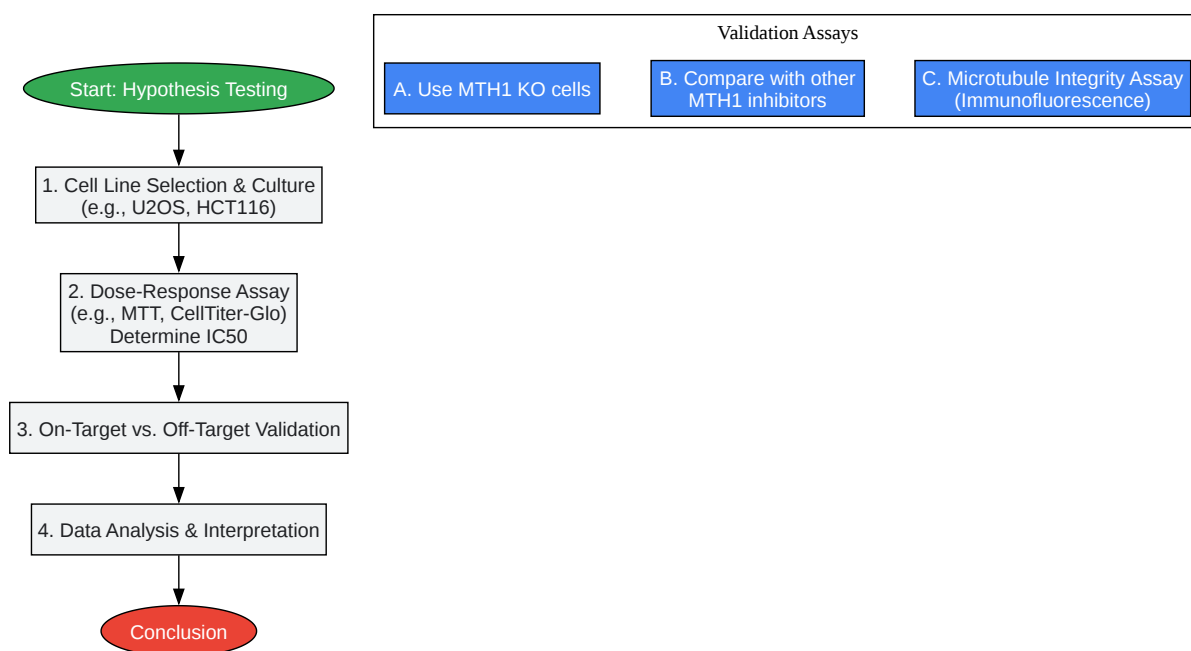 Start: Hypothesis Testing
1. Cell Line Selection & Culture
(e.g., U2OS, HCT116)
2. Dose-Response Assay
(e.g., MTT, CellTiter-Glo)
Determine IC50
3. On-Target vs. Off-Target Validation
4. Data Analysis & Interpretation
Conclusion
Validation Assays
A. Use MTH1 KO cells
B. Compare with other
MTH1 inhibitors
C. Microtubule Integrity Assay
(Immunofluorescence)